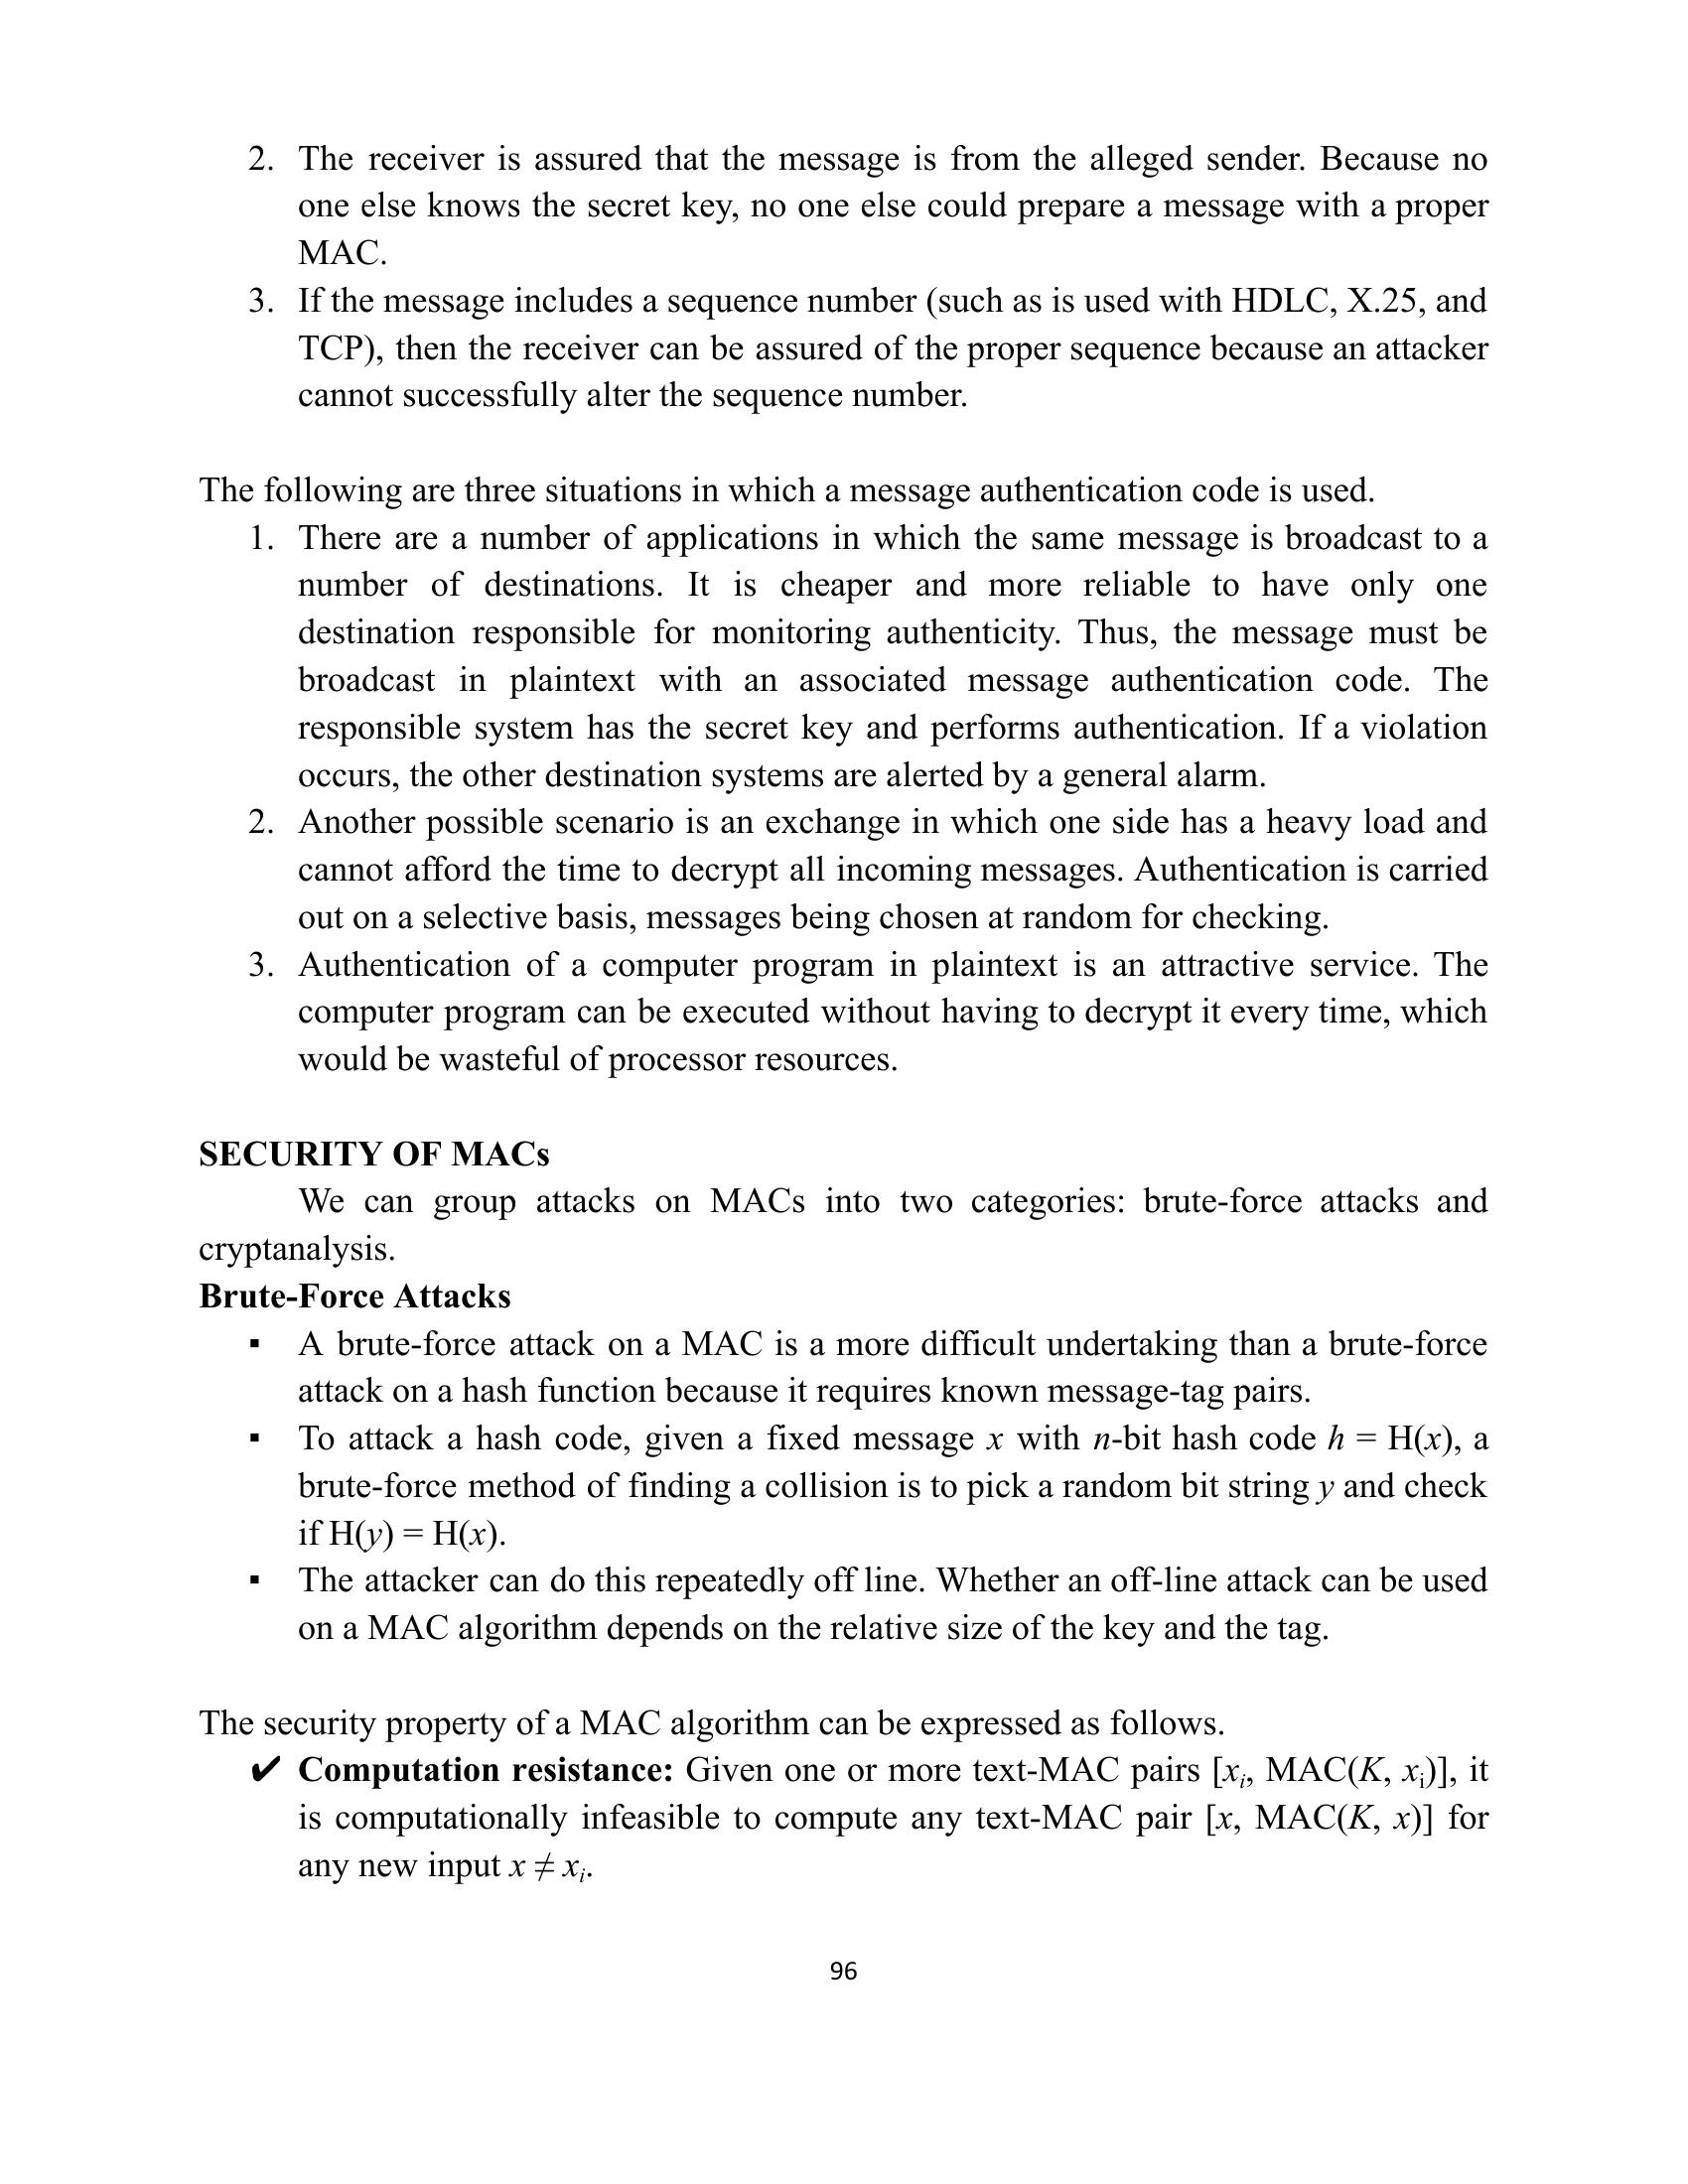 2. The receiver is assured that the message is from the alleged sender. Because no
one else knows the secret key, no one else could prepare a message with a proper
MAC.
3. If the message includes a sequence number (such as is used with HDLC, X.25, and
TCP), then the receiver can be assured of the proper sequence because an attacker
cannot successfully alter the sequence number.
The following are three situations in which a message authentication code is used.
1. There are a number of applications in which the same message is broadcast to a
number of destinations. It is cheaper and more reliable to have only one
destination responsible for monitoring authenticity. Thus, the message must be
broadcast in plaintext with an associated message authentication code. The
responsible system has the secret key and performs authentication. If a violation
occurs, the other destination systems are alerted by a general alarm.
2. Another possible scenario is an exchange in which one side has a heavy load and
cannot afford the time to decrypt all incoming messages. Authentication is carried
out on a selective basis, messages being chosen at random for checking.
3. Authentication of a computer program in plaintext is an attractive service. The
computer program can be executed without having to decrypt it every time, which
would be wasteful of processor resources.
SECURITY OF MACs
We can group attacks on MACs into two categories: brute-force attacks and
cryptanalysis.
Brute-Force Attacks
▪ A brute-force attack on a MAC is a more difficult undertaking than a brute-force
attack on a hash function because it requires known message-tag pairs.
▪ To attack a hash code, given a fixed message x with n-bit hash code h = H(x), a
brute-force method of finding a collision is to pick a random bit string y and check
if H(y) = H(x).
▪ The attacker can do this repeatedly off line. Whether an off-line attack can be used
on a MAC algorithm depends on the relative size of the key and the tag.
The security property of a MAC algorithm can be expressed as follows.
✔ Computation resistance: Given one or more text-MAC pairs [xᵢ, MAC(K, xᵢ)], it
is computationally infeasible to compute any text-MAC pair [x, MAC(K, x)] for
any new input x ≠ xᵢ.
96